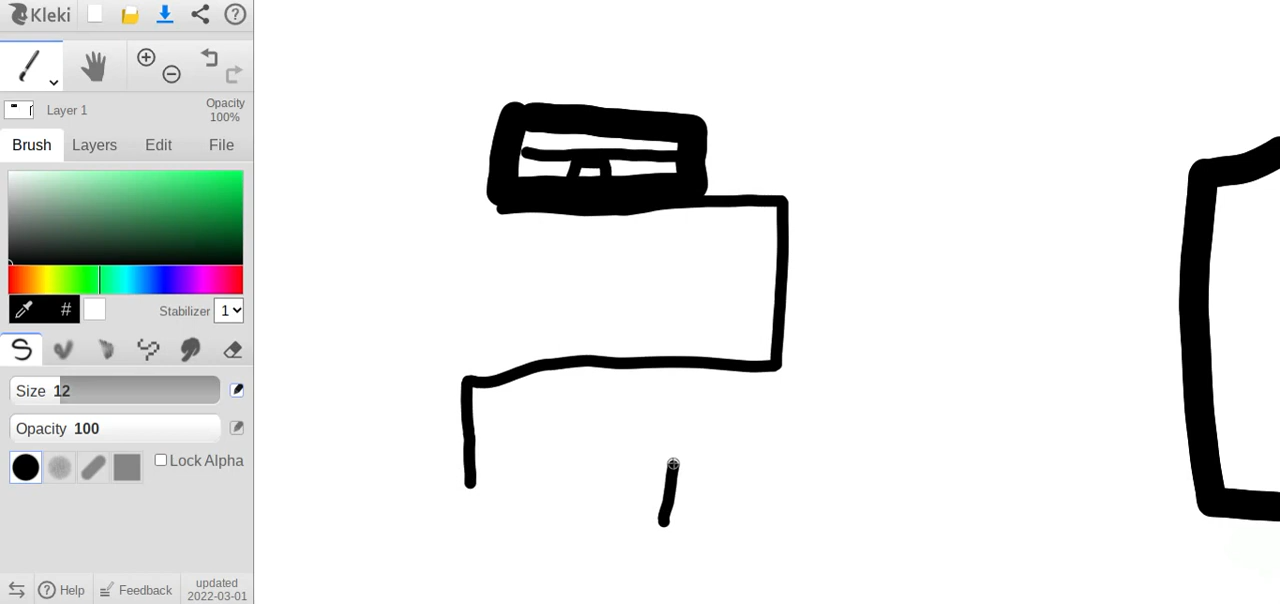 Kleki
Layer 1
Opacity
100%
Brush Layers Edit File
# Stabilizer 1
Size 12
Opacity 100
Lock Alpha
Help Feedback updated
2022-03-01